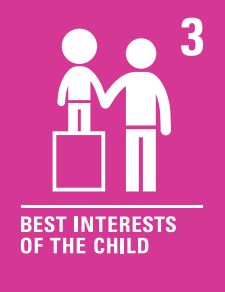 3
BEST INTERESTS
OF THE CHILD